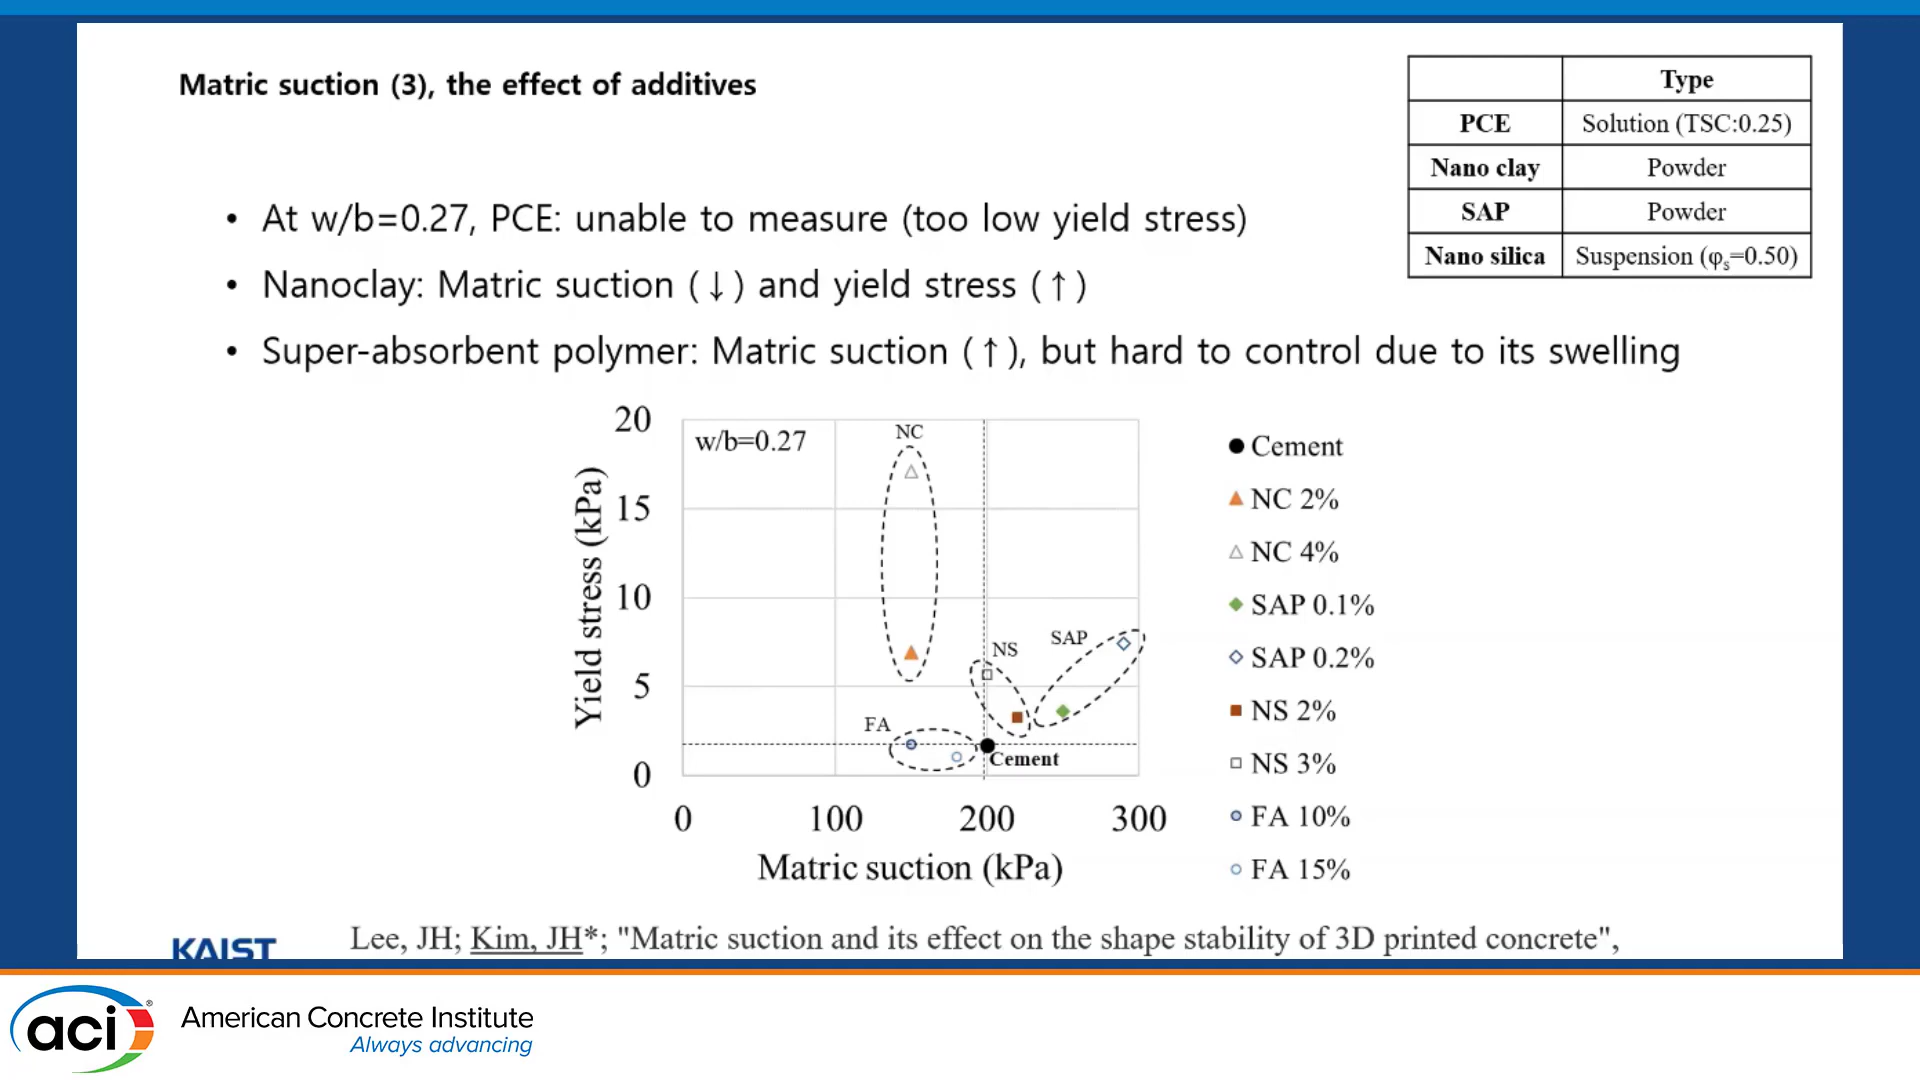 Matric suction (3), the effect of additives
Type
PCE Solution (TSC:0.25)
Nano clay Powder
SAP Powder
Nano silica Suspension (φs=0.50)
• At w/b=0.27, PCE: unable to measure (too low yield stress)
• Nanoclay: Matric suction (↓) and yield stress (↑)
• Super-absorbent polymer: Matric suction (↑), but hard to control due to its swelling
Yield stress (kPa)
20
15
10
5
0
w/b=0.27
NC
NS
SAP
FA
Cement
0 100 200 300
Matric suction (kPa)
Cement
NC 2%
NC 4%
SAP 0.1%
SAP 0.2%
NS 2%
NS 3%
FA 10%
FA 15%
KAIST
Lee, JH; Kim, JH*; "Matric suction and its effect on the shape stability of 3D printed concrete",
aci®
American Concrete Institute
Always advancing